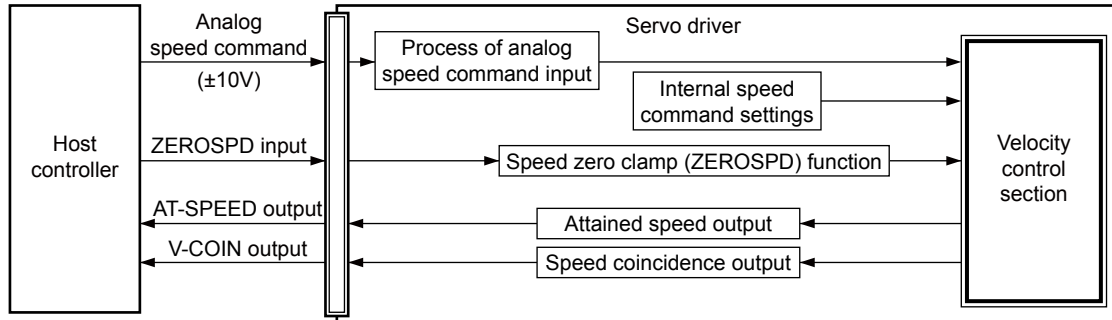 Servo driver
Analog
speed command
(±10V)
Process of analog
speed command input
Internal speed
command settings
Host
controller
ZEROSPD input
Speed zero clamp (ZEROSPD) function
Velocity
control
section
AT-SPEED output
Attained speed output
V-COIN output
Speed coincidence output